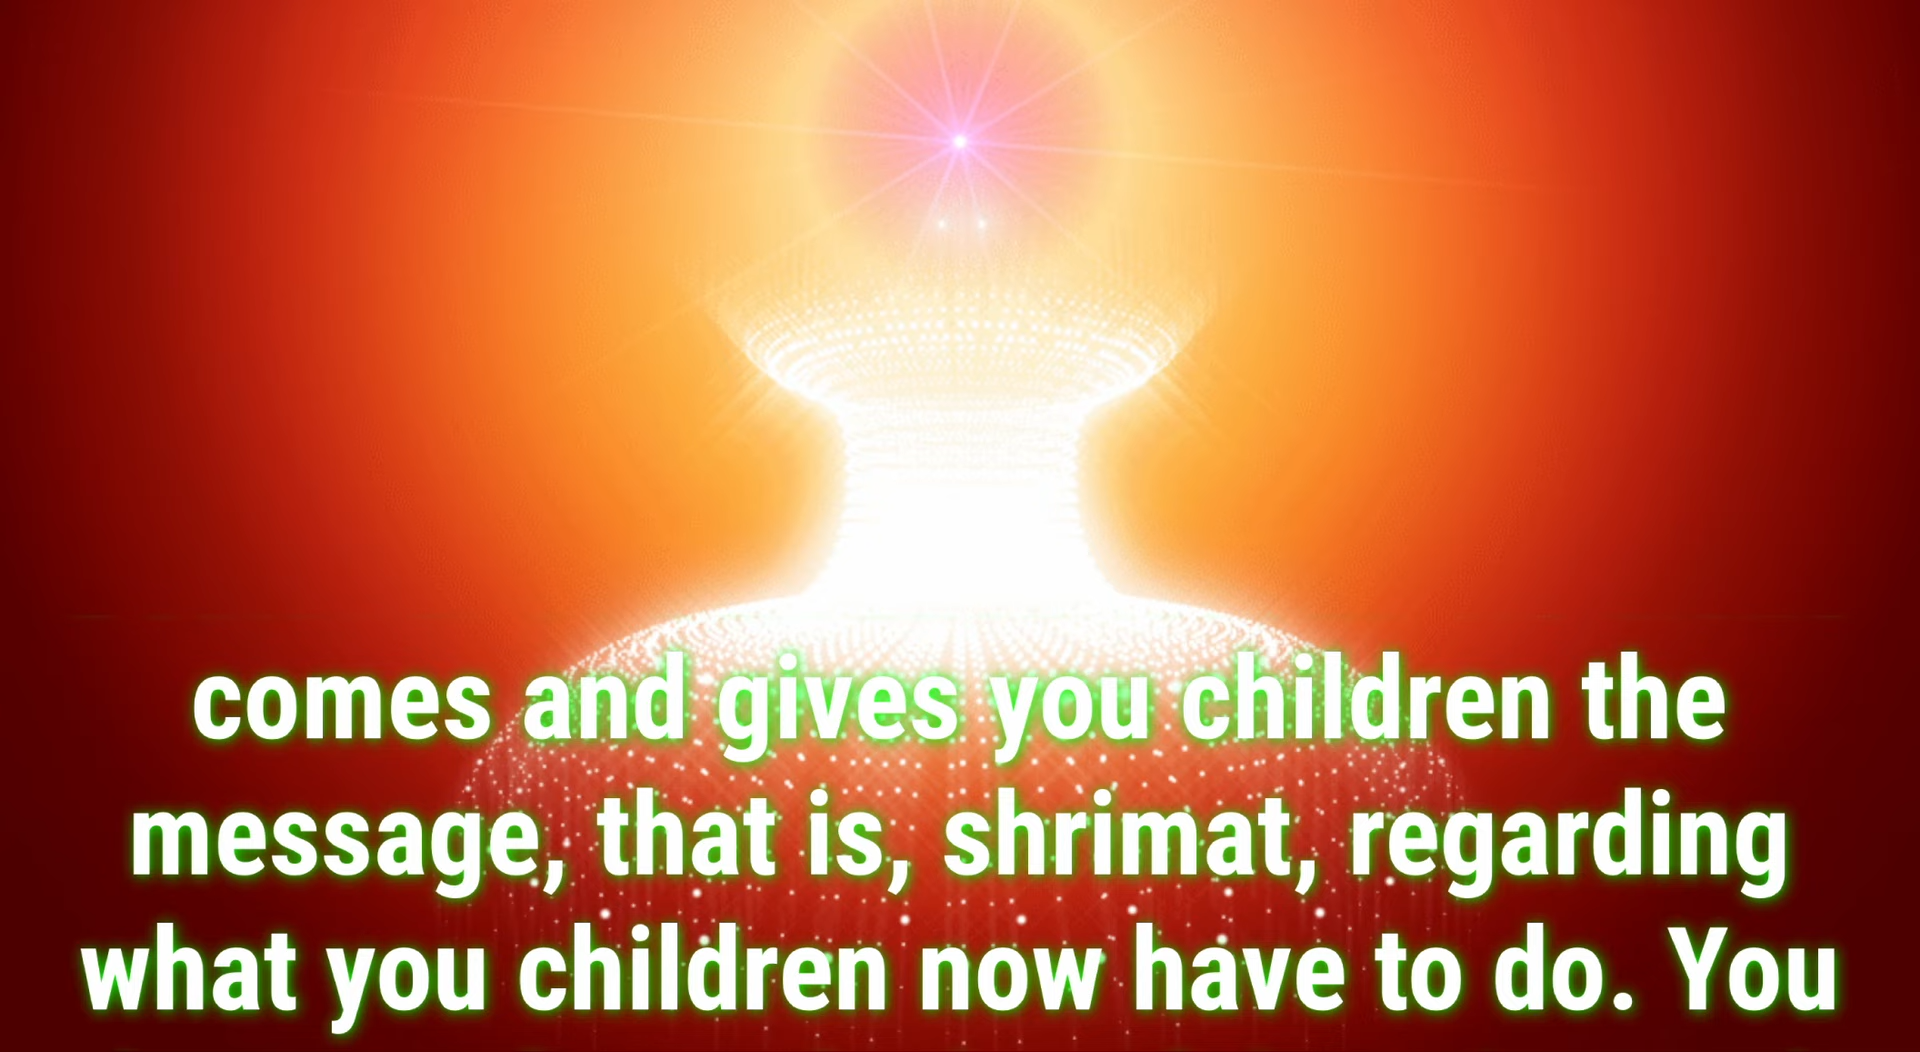 comes and gives you children the
message, that is, shrimat, regarding
what you children now have to do. You